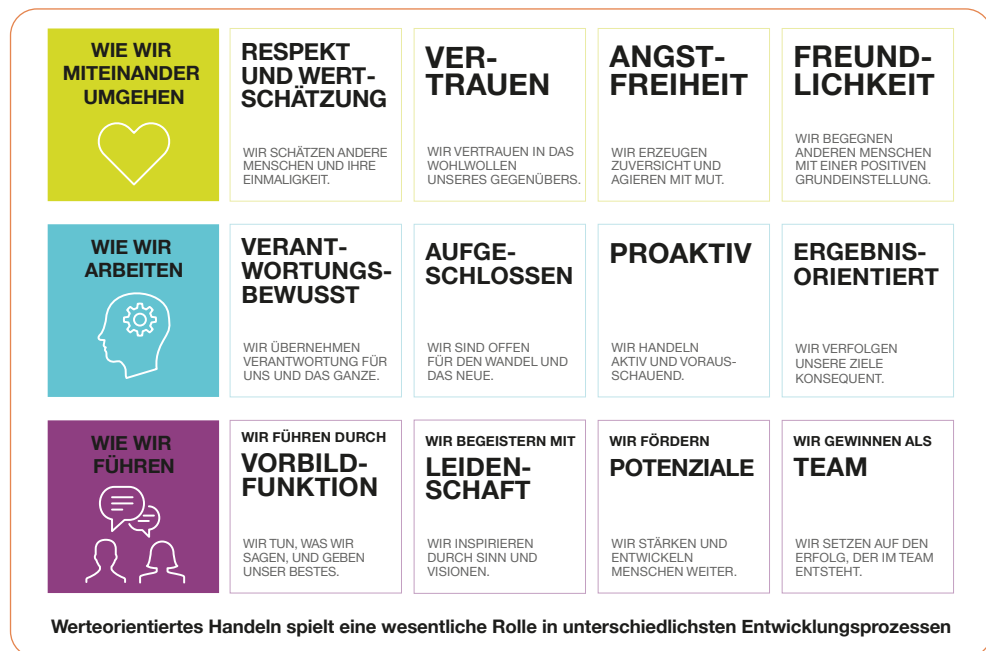 WIE WIR
MITEINANDER
UMGEHEN
RESPEKT
UND WERT-
SCHÄTZUNG
WIR SCHÄTZEN ANDERE
MENSCHEN UND IHRE
EINMALIGKEIT.
VER-
TRAUEN
WIR VERTRAUEN IN DAS
WOHLWOLLEN
UNSERES GEGENÜBERS.
ANGST-
FREIHEIT
WIR ERZEUGEN
ZUVERSICHT UND
AGIEREN MIT MUT.
FREUND-
LICHKEIT
WIR BEGEGNEN
ANDEREN MENSCHEN
MIT EINER POSITIVEN
GRUNDEINSTELLUNG.
WIE WIR
ARBEITEN
VERANT-
WORTUNGS-
BEWUSST
WIR ÜBERNEHMEN
VERANTWORTUNG FÜR
UNS UND DAS GANZE.
AUFGE-
SCHLOSSEN
WIR SIND OFFEN
FÜR DEN WANDEL UND
DAS NEUE.
PROAKTIV
WIR HANDELN
AKTIV UND VORAUS-
SCHAUEND.
ERGEBNIS-
ORIENTIERT
WIR VERFOLGEN
UNSERE ZIELE
KONSEQUENT.
WIE WIR
FÜHREN
WIR FÜHREN DURCH
VORBILD-
FUNKTION
WIR TUN, WAS WIR
SAGEN, UND GEBEN
UNSER BESTES.
WIR BEGEISTERN MIT
LEIDEN-
SCHAFT
WIR INSPIRIEREN
DURCH SINN UND
VISIONEN.
WIR FÖRDERN
POTENZIALE
WIR STÄRKEN UND
ENTWICKELN
MENSCHEN WEITER.
WIR GEWINNEN ALS
TEAM
WIR SETZEN AUF DEN
ERFOLG, DER IM TEAM
ENTSTEHT.
Werteorientiertes Handeln spielt eine wesentliche Rolle in unterschiedlichsten Entwicklungsprozessen